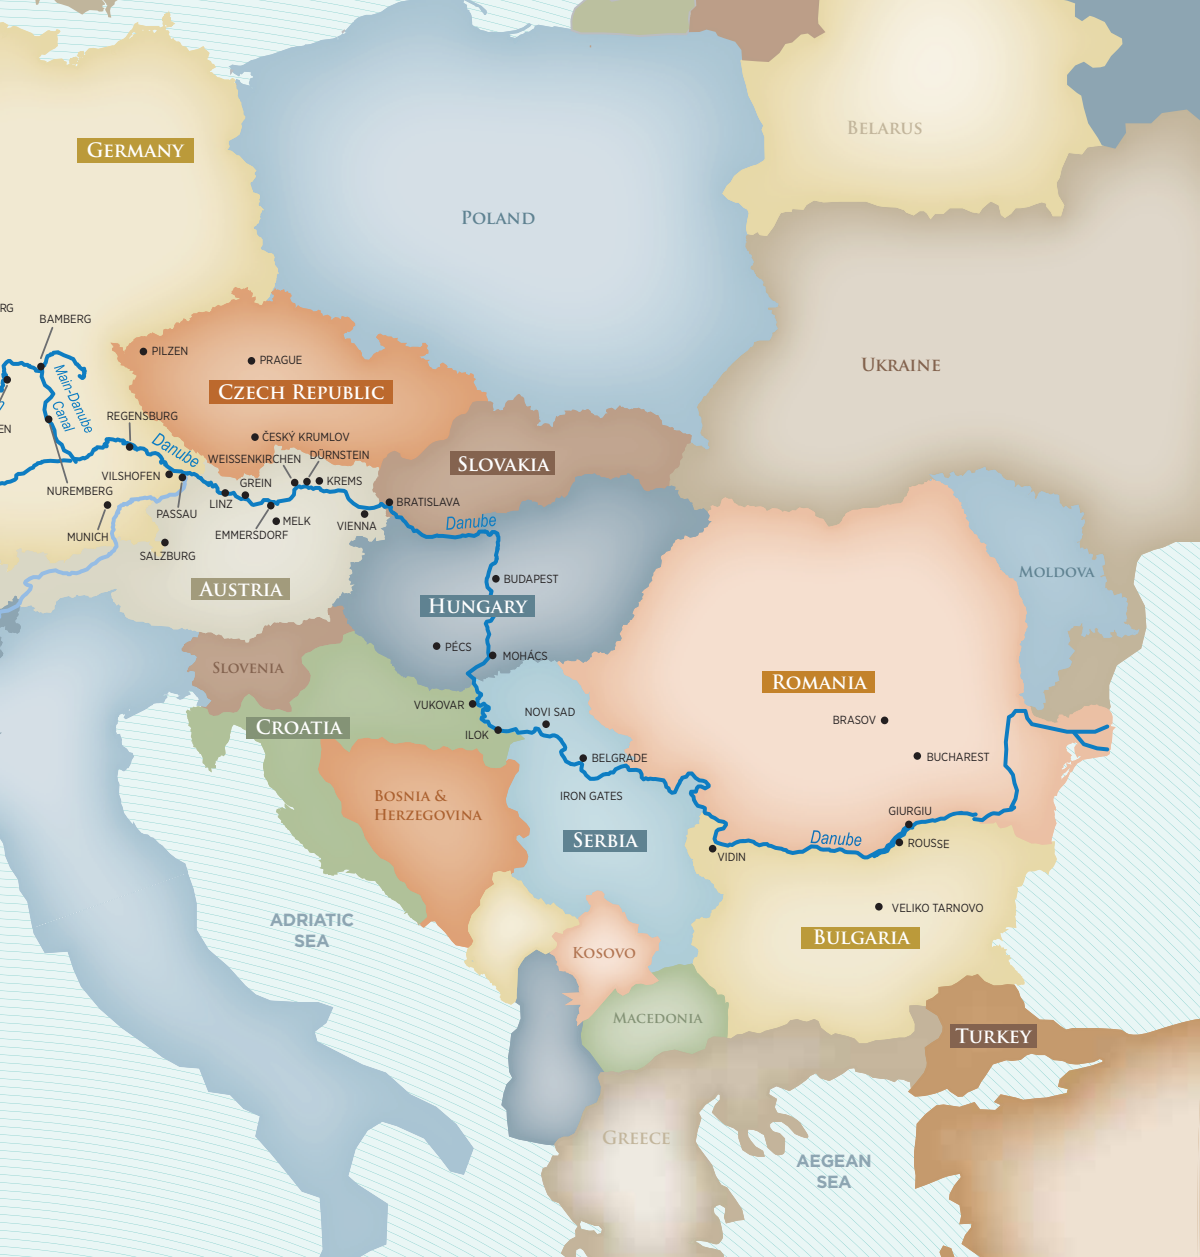 BELARUS
GERMANY
POLAND
RG
BAMBERG
PILZEN
PRAGUE
UKRAINE
CZECH REPUBLIC
Main-Danube
Canal
REGENSBURG
EN
ČESKÝ KRUMLOV
Danube
WEISSENKIRCHEN
DÜRNSTEIN
SLOVAKIA
VILSHOFEN
GREIN
KREMS
NUREMBERG
LINZ
BRATISLAVA
PASSAU
MELK
VIENNA
Danube
MUNICH
EMMERSDORF
SALZBURG
MOLDOVA
BUDAPEST
AUSTRIA
HUNGARY
PÉCS
MOHÁCS
SLOVENIA
ROMANIA
VUKOVAR
NOVI SAD
BRASOV
CROATIA
ILOK
BELGRADE
BUCHAREST
BOSNIA &
HERZEGOVINA
IRON GATES
GIURGIU
SERBIA
Danube
ROUSSE
VIDIN
VELIKO TARNOVO
ADRIATIC
SEA
BULGARIA
KOSOVO
MACEDONIA
TURKEY
GREECE
AEGEAN
SEA